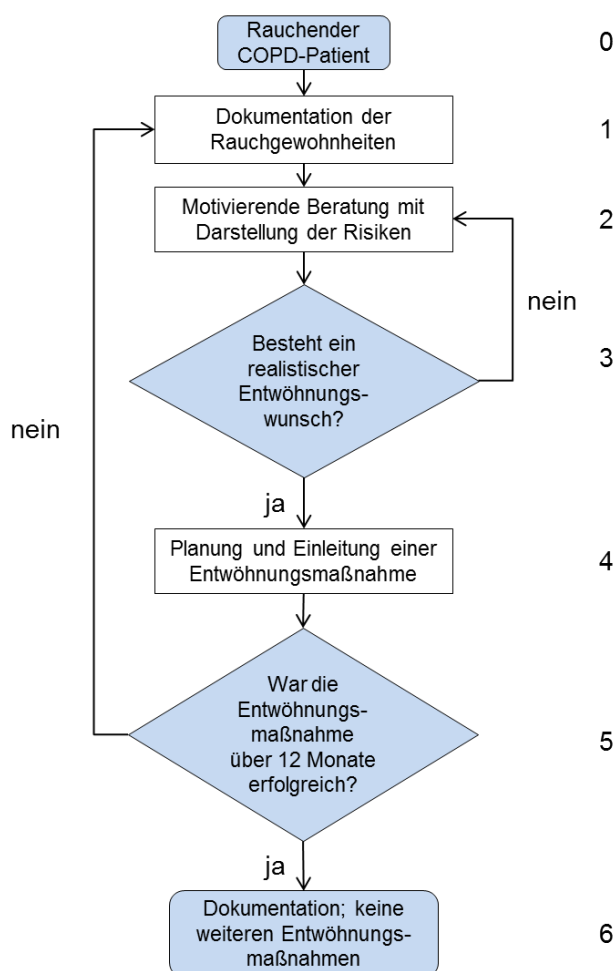 Rauchender
COPD-Patient
0
Dokumentation der
Rauchgewohnheiten
1
Motivierende Beratung mit
Darstellung der Risiken
2
nein
Besteht ein
realistischer
Entwöhnungs-
wunsch?
3
nein
ja
Planung und Einleitung einer
Entwöhnungsmaßnahme
4
War die
Entwöhnungs-
maßnahme
über 12 Monate
erfolgreich?
5
ja
Dokumentation; keine
weiteren Entwöhnungs-
maßnahmen
6